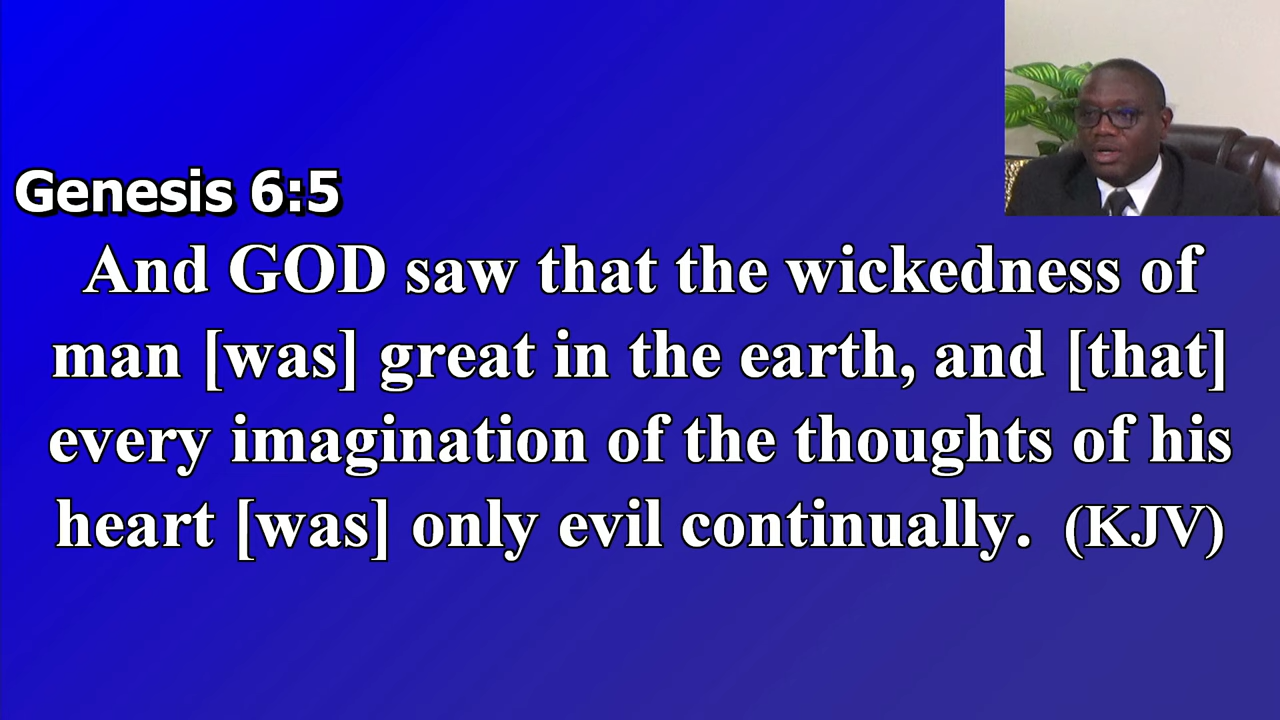 Genesis 6:5
And GOD saw that the wickedness of
man [was] great in the earth, and [that]
every imagination of the thoughts of his
heart [was] only evil continually.  (KJV)